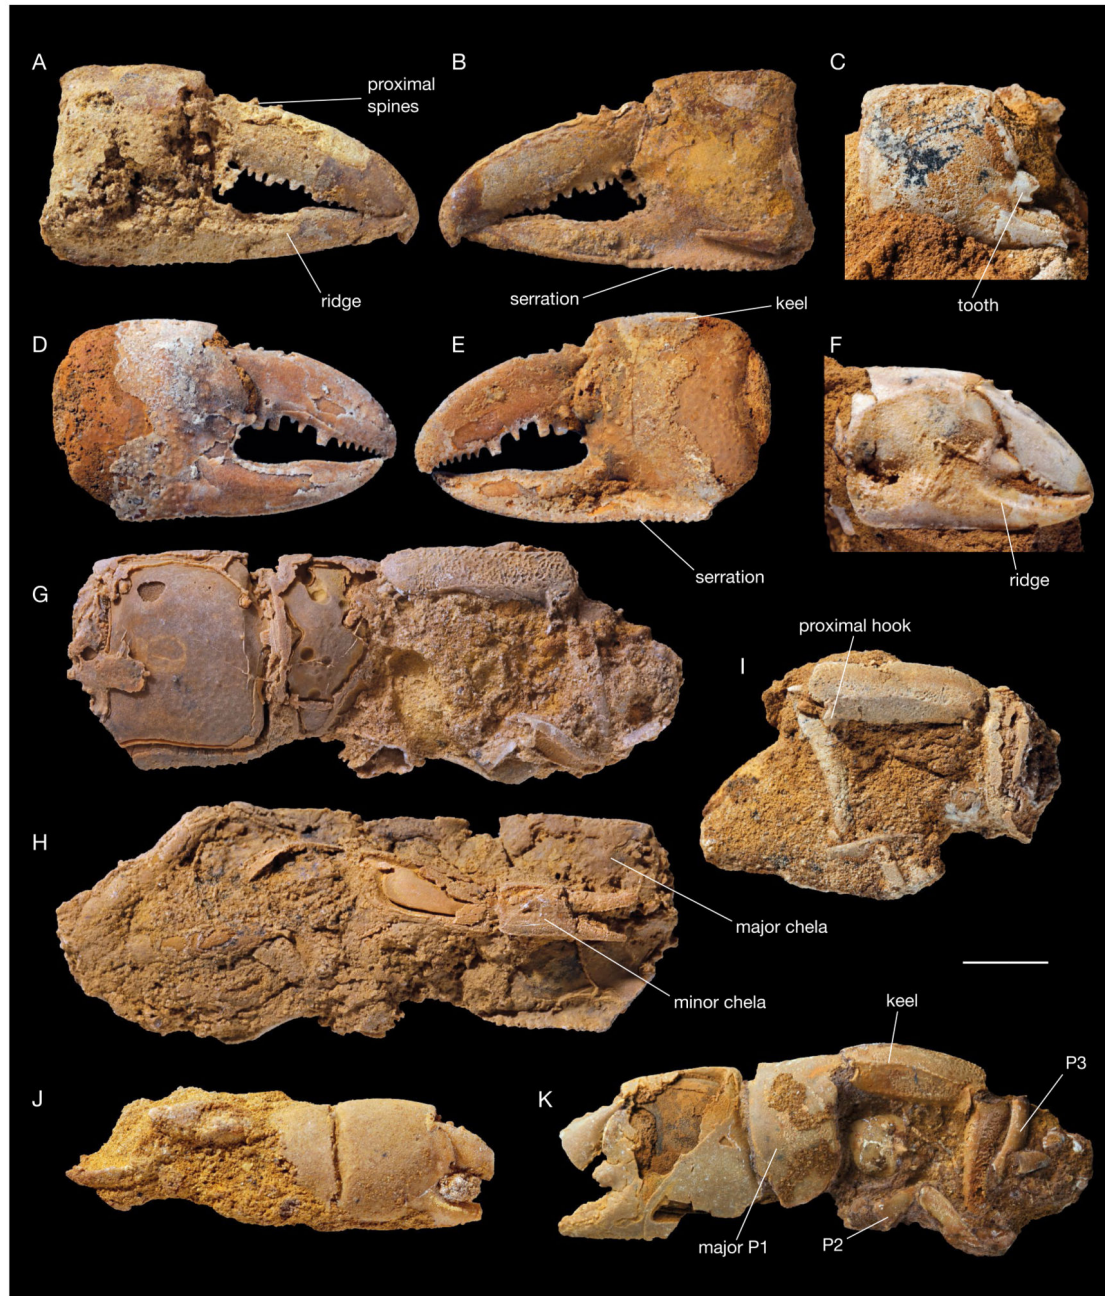 A
B
C
proximal
spines
ridge
serration
tooth
keel
D
E
F
serration
ridge
G
proximal hook
I
H
major chela
minor chela
keel
P3
J
K
major P1
P2